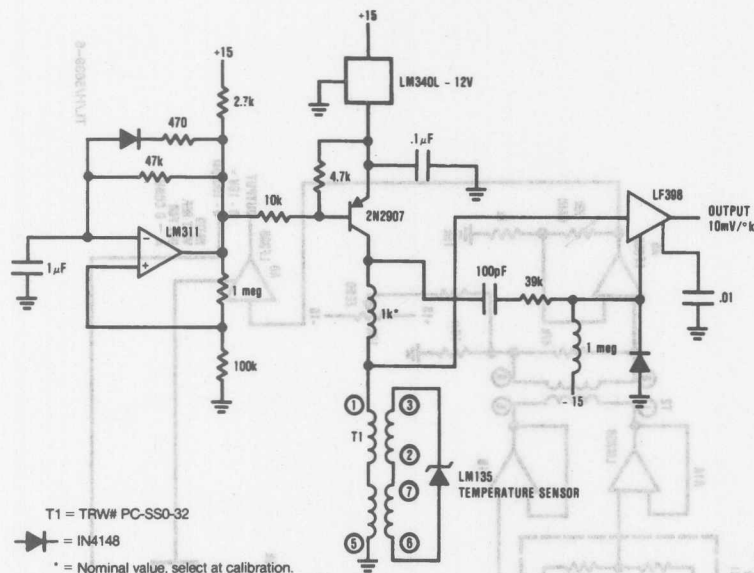 +15
+15
LM340L - 12V
2.7k
470
47k
4.7k
.1µF
10k
2N2907
LF398
OUTPUT
10mV/°k
LM311
−
+
1µF
1 meg
100pF
39k
.01
1k*
1 meg
100k
- 15
1
3
T1
2
7
LM135
TEMPERATURE SENSOR
5
6
T1 = TRW# PC-SS0-32
= IN4148
* = Nominal value, select at calibration.